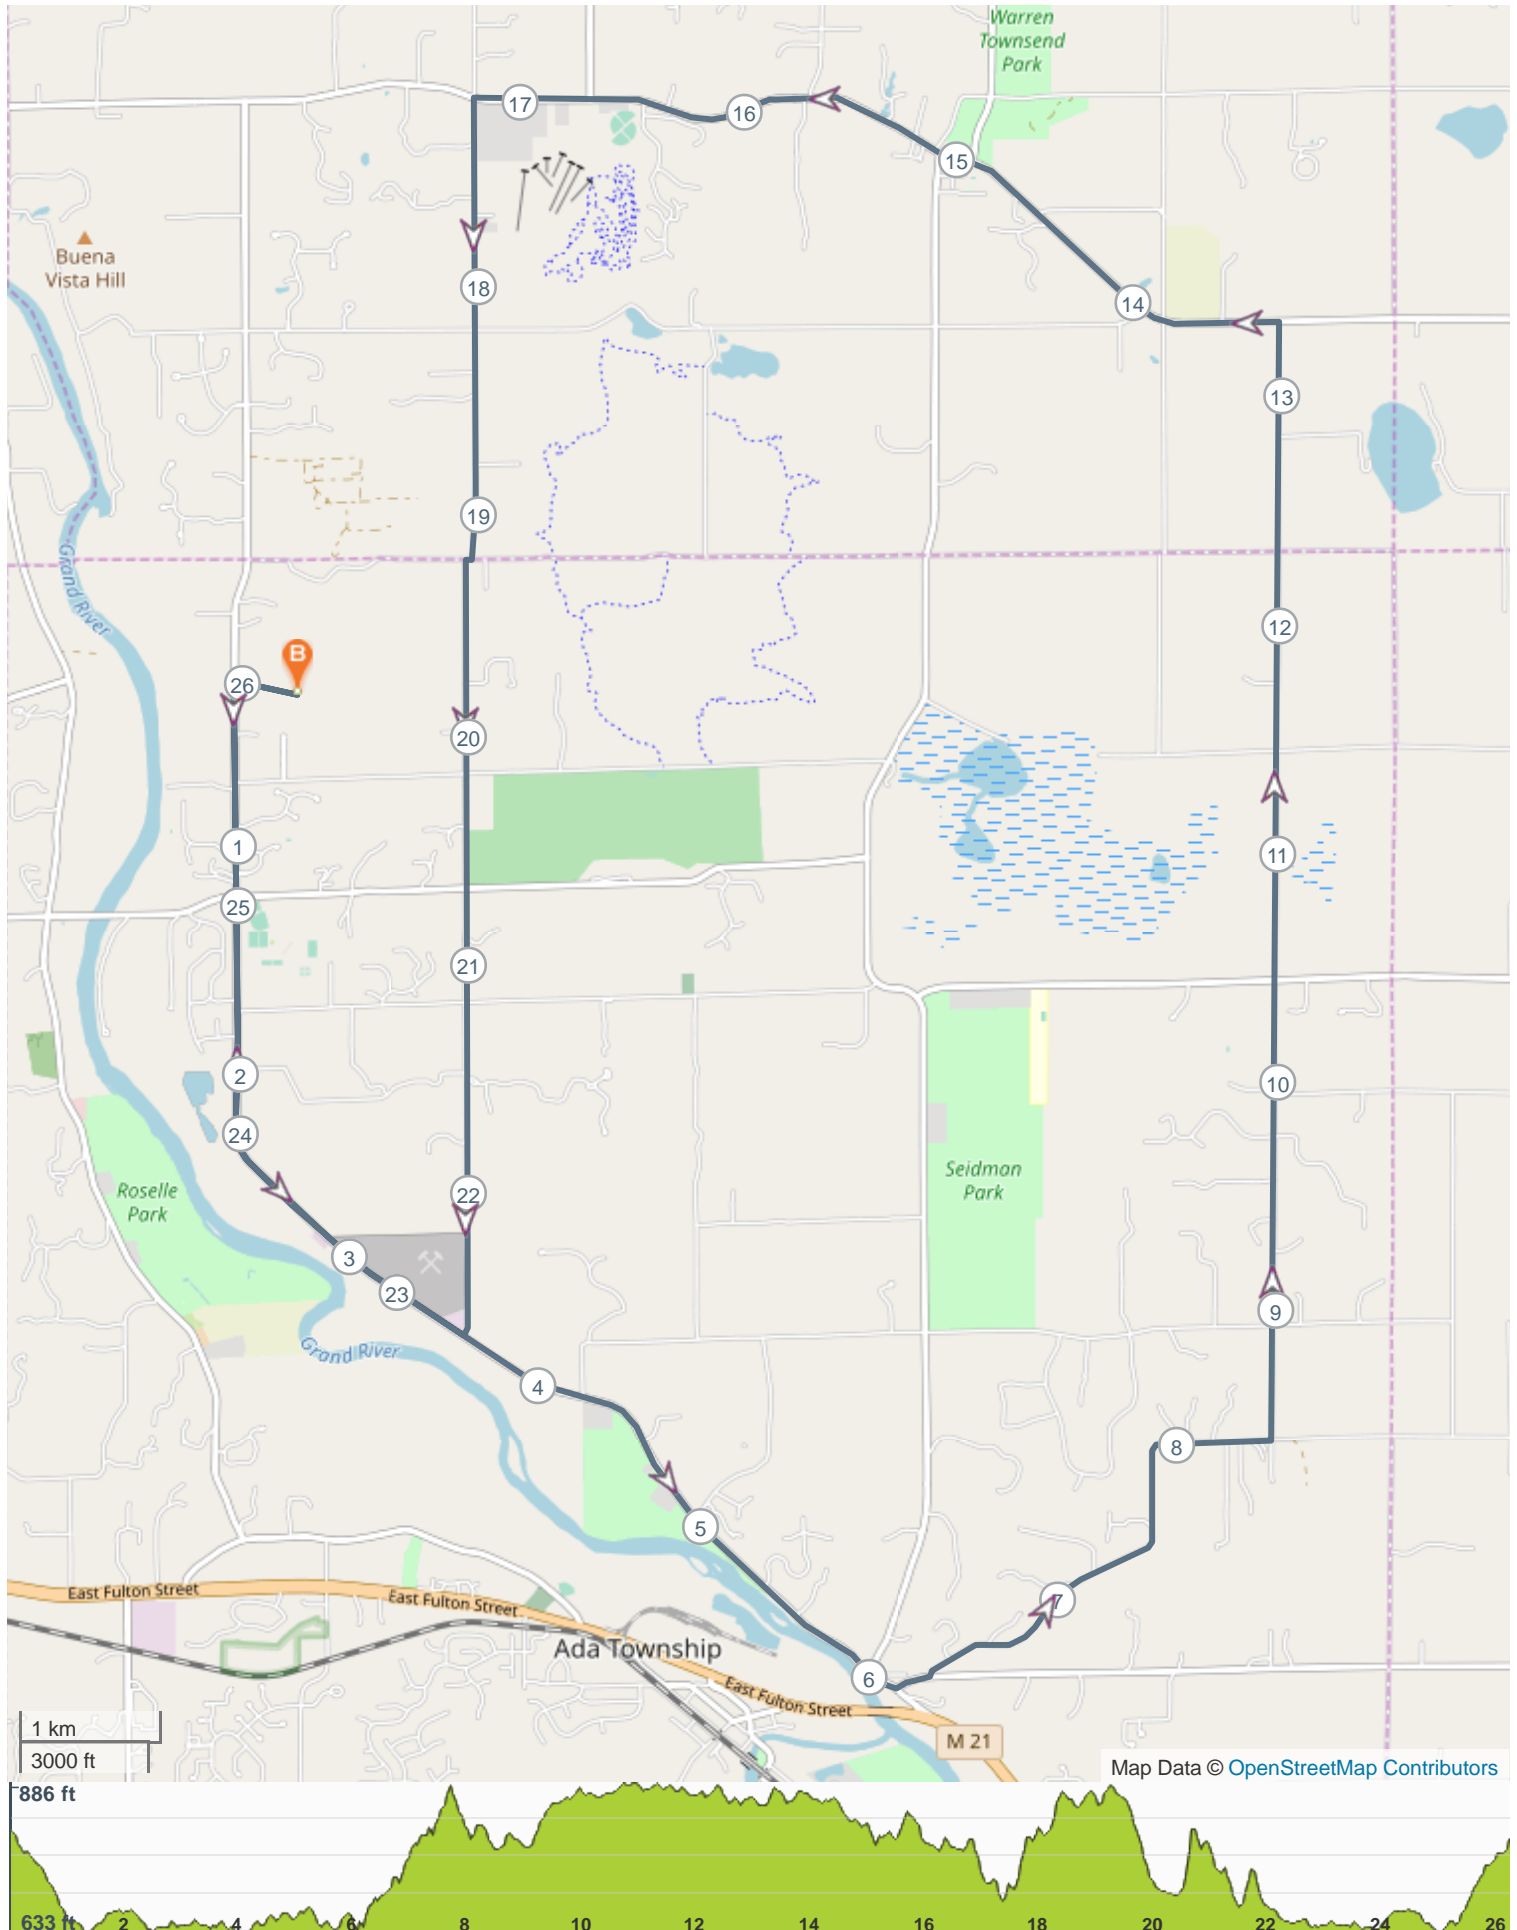 Warren
Townsend
Park
17
16
15
Buena
Vista Hill
18
14
13
19
Grand River
12
B
26
20
1
11
25
21
2
10
24
Roselle
Park
22
Seidman
Park
3
23
9
Grand River
4
8
5
7
East Fulton Street
East Fulton Street
Ada Township
6
East Fulton Street
M 21
1 km
3000 ft
Map Data © OpenStreetMap Contributors
886 ft
633 ft 2 4 6 8 10 12 14 16 18 20 22 24 26